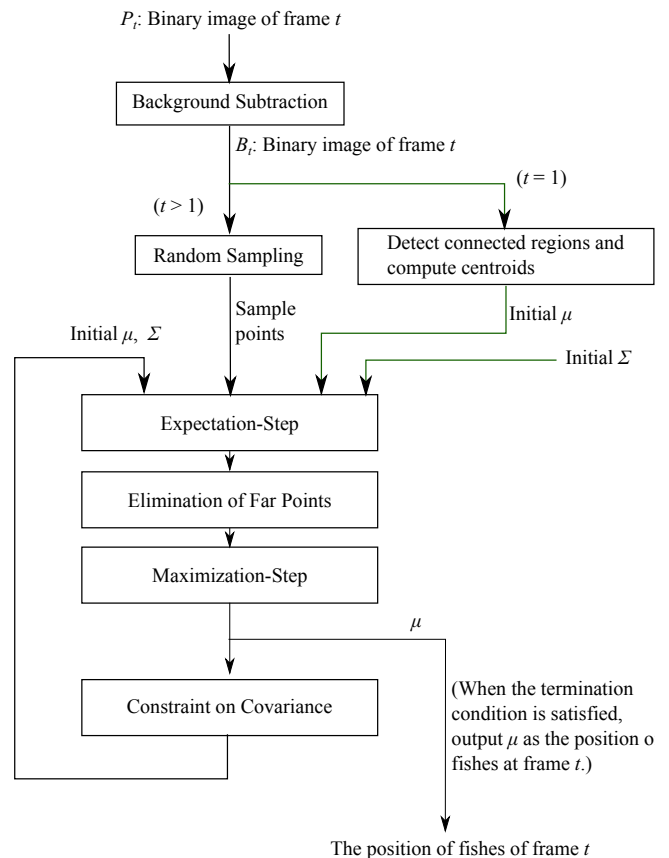 P_t: Binary image of frame t
Background Subtraction
B_t: Binary image of frame t
(t = 1)
(t > 1)
Random Sampling
Detect connected regions and
compute centroids
Sample
points
Initial μ
Initial μ, Σ
Initial Σ
Expectation-Step
Elimination of Far Points
Maximization-Step
μ
Constraint on Covariance
(When the termination
condition is satisfied,
output μ as the position o
fishes at frame t.)
The position of fishes of frame t